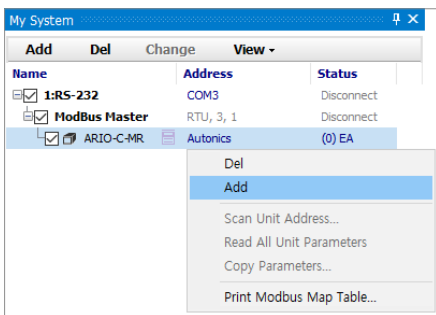 My System
Add Del Change View
Name Address Status
1:RS-232 COM3 Disconnect
ModBus Master RTU, 3, 1 Disconnect
ARIO-C-MR Autonics (0) EA
Del
Add
Scan Unit Address...
Read All Unit Parameters
Copy Parameters...
Print Modbus Map Table...